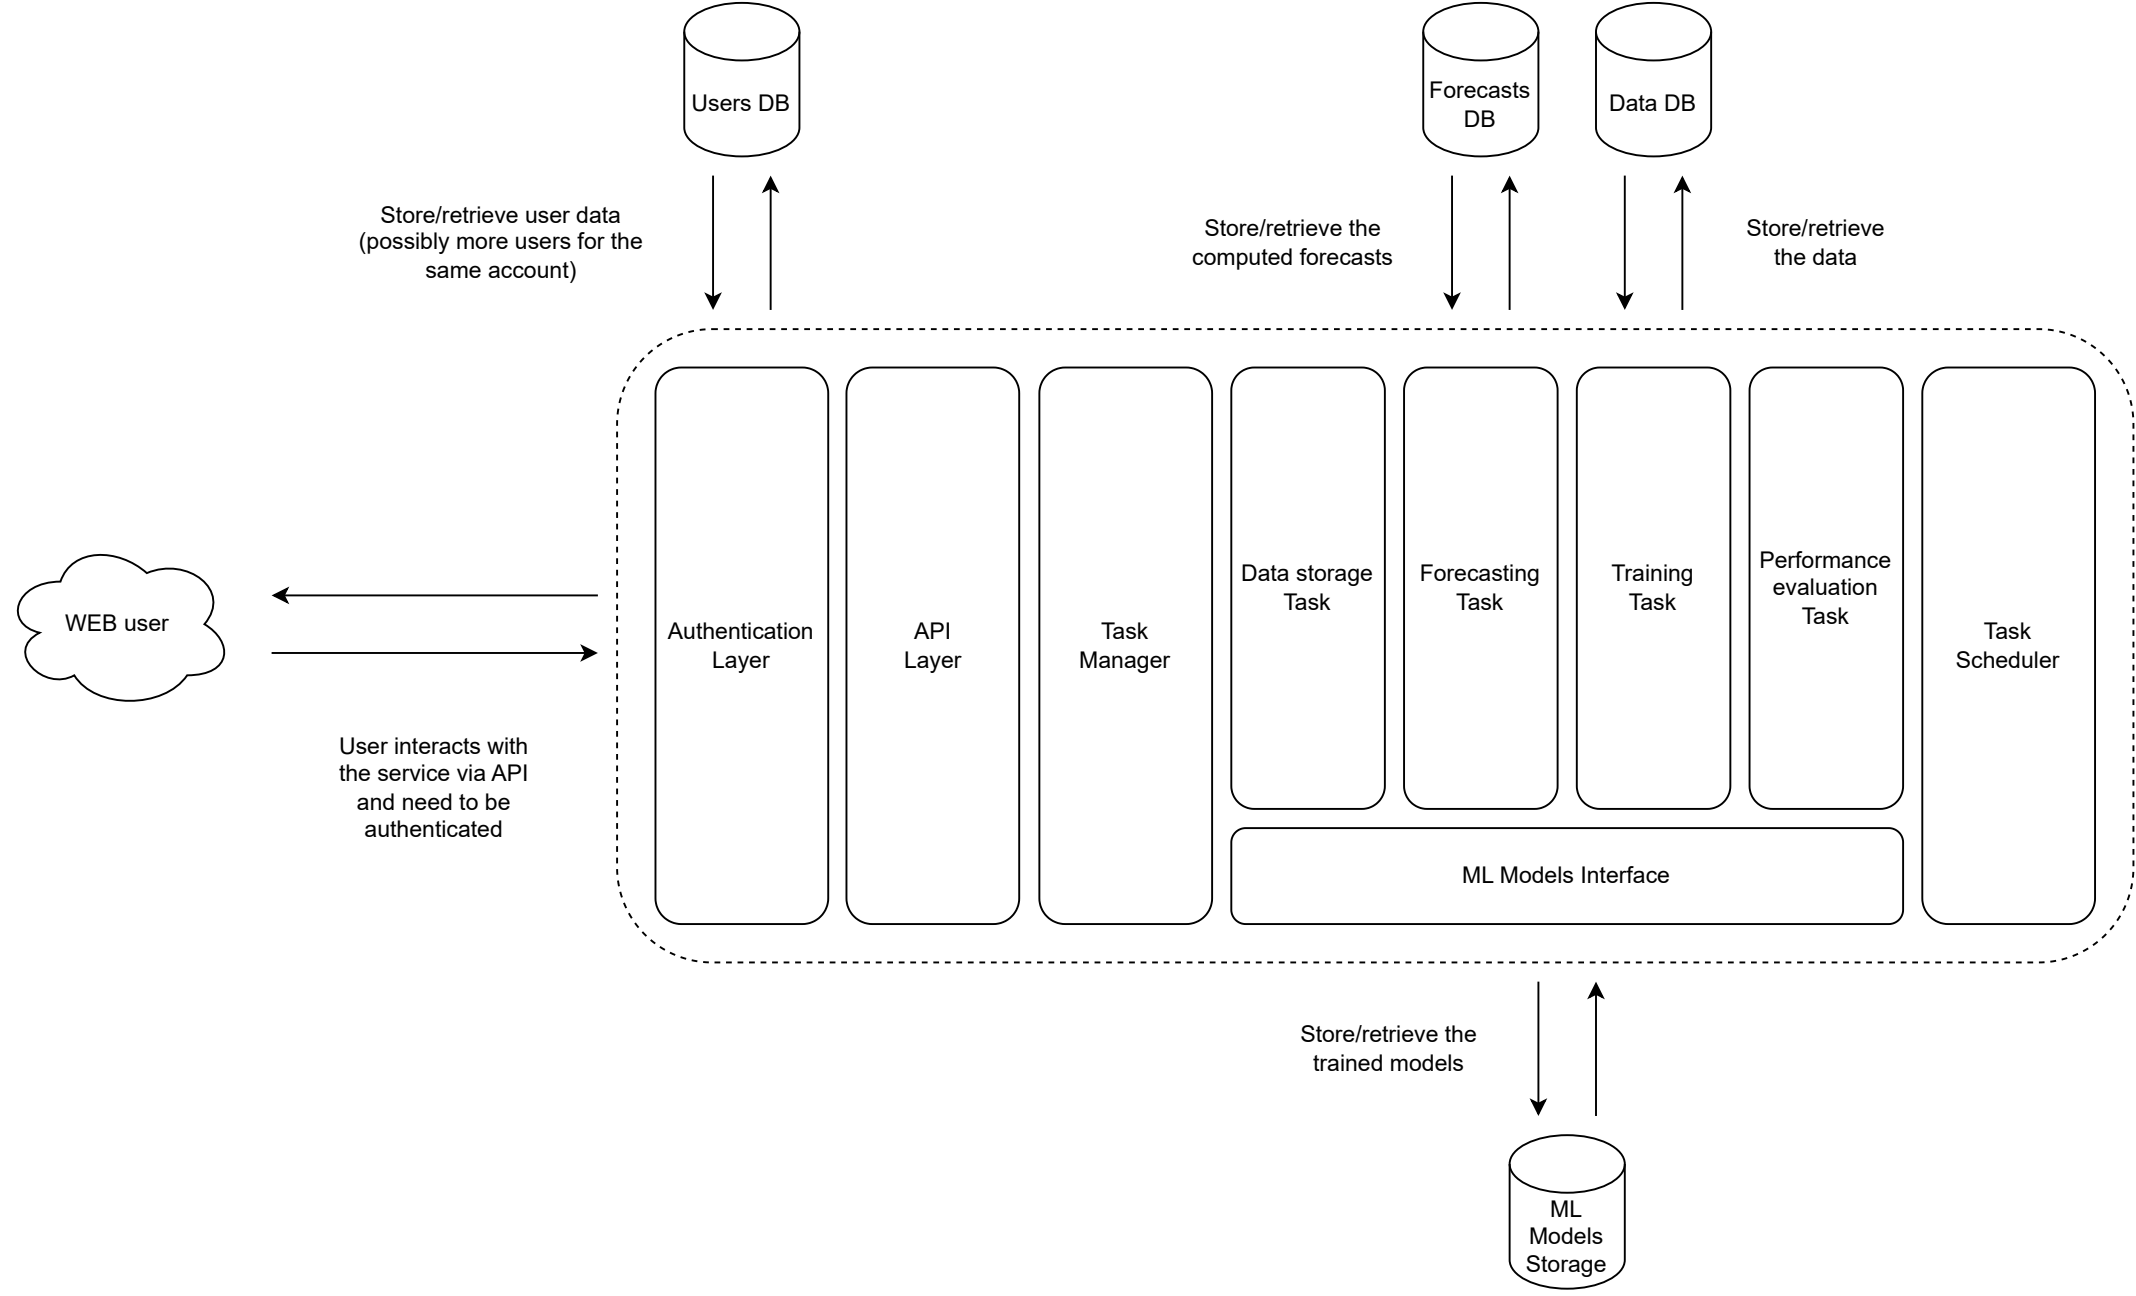 Users DB
Forecasts
DB
Data DB
Store/retrieve user data
(possibly more users for the
same account)
Store/retrieve the
computed forecasts
Store/retrieve
the data
WEB user
User interacts with
the service via API
and need to be
authenticated
Authentication
Layer
API
Layer
Task
Manager
Data storage
Task
Forecasting
Task
Training
Task
Performance
evaluation
Task
Task
Scheduler
ML Models Interface
Store/retrieve the
trained models
ML
Models
Storage